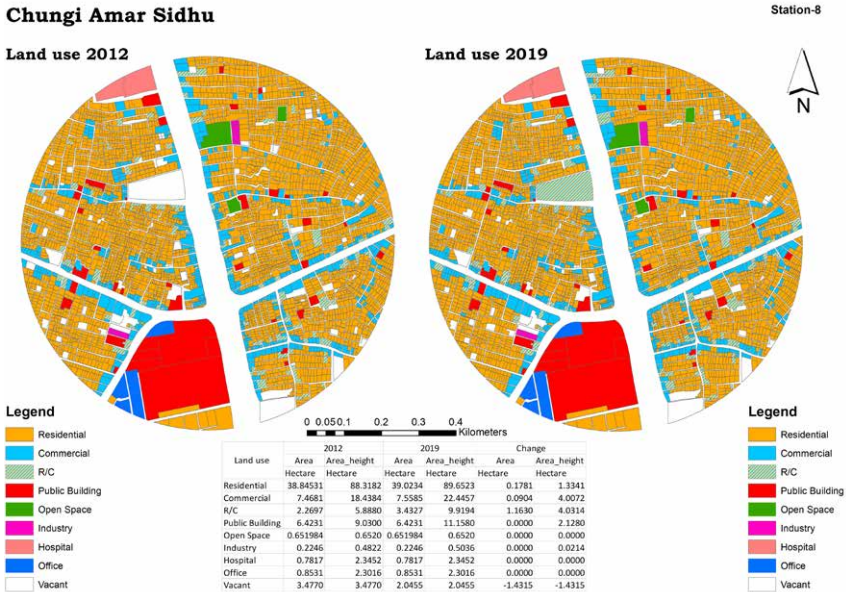 Chungi Amar Sidhu
Station-8
Land use 2012
Land use 2019
N
Legend
Residential
Commercial
R/C
Public Building
Open Space
Industry
Hospital
Office
Vacant
0 0.050.1 0.2 0.3 0.4
Kilometers
Land use 2012 2019 Change
Area Area_height Area Area_height Area Area_height
Hectare Hectare Hectare Hectare Hectare Hectare
Residential 38.84531 88.3182 39.0234 89.6523 0.1781 1.3341
Commercial 7.4681 18.4384 7.5585 22.4457 0.0904 4.0072
R/C 2.2697 5.8880 3.4327 9.9194 1.1630 4.0314
Public Building 6.4231 9.0300 6.4231 11.1580 0.0000 2.1280
Open Space 0.651984 0.6520 0.651984 0.6520 0.0000 0.0000
Industry 0.2246 0.4822 0.2246 0.5036 0.0000 0.0214
Hospital 0.7817 2.3452 0.7817 2.3452 0.0000 0.0000
Office 0.8531 2.3016 0.8531 2.3016 0.0000 0.0000
Vacant 3.4770 3.4770 2.0455 2.0455 -1.4315 -1.4315
Legend
Residential
Commercial
R/C
Public Building
Open Space
Industry
Hospital
Office
Vacant